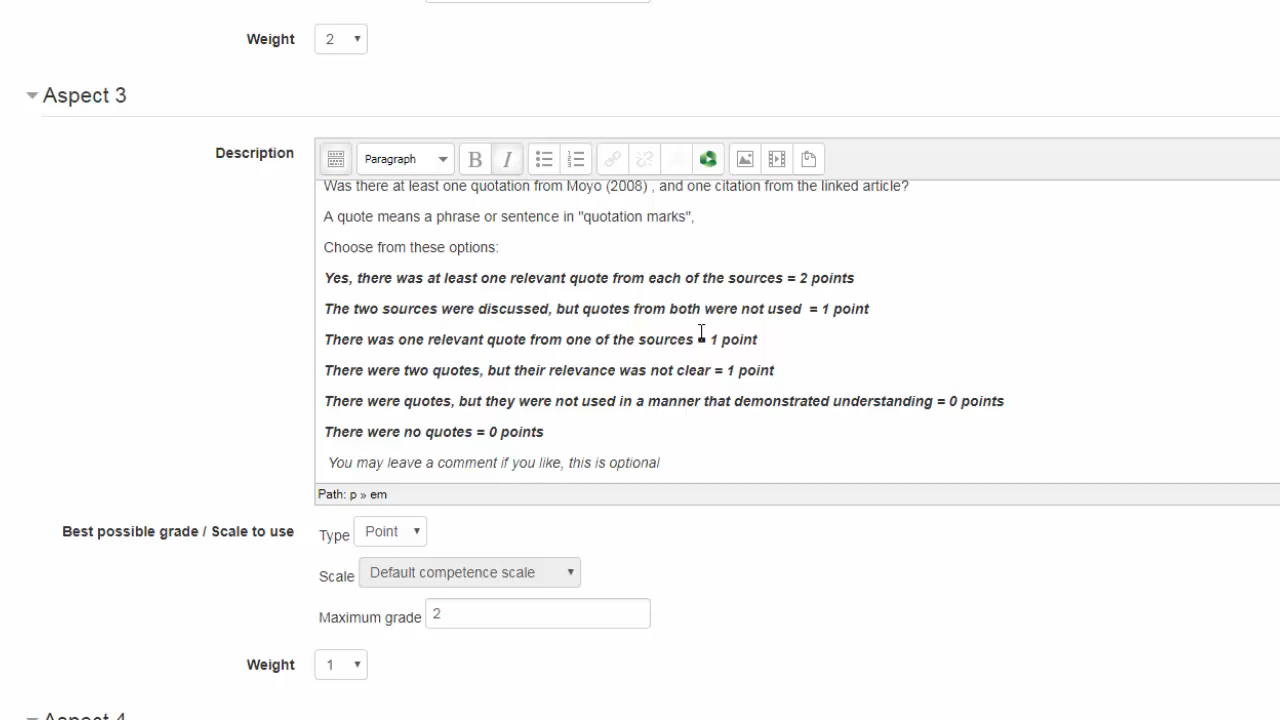 Weight 2
Aspect 3
Description
Paragraph B I
Was there at least one quotation from Moyo (2008) , and one citation from the linked article?
A quote means a phrase or sentence in "quotation marks",
Choose from these options:
Yes, there was at least one relevant quote from each of the sources = 2 points
The two sources were discussed, but quotes from both were not used = 1 point
There was one relevant quote from one of the sources = 1 point
There were two quotes, but their relevance was not clear = 1 point
There were quotes, but they were not used in a manner that demonstrated understanding = 0 points
There were no quotes = 0 points
You may leave a comment if you like, this is optional
Path: p » em
Best possible grade / Scale to use
Type Point
Scale Default competence scale
Maximum grade 2
Weight 1
Aspect 4